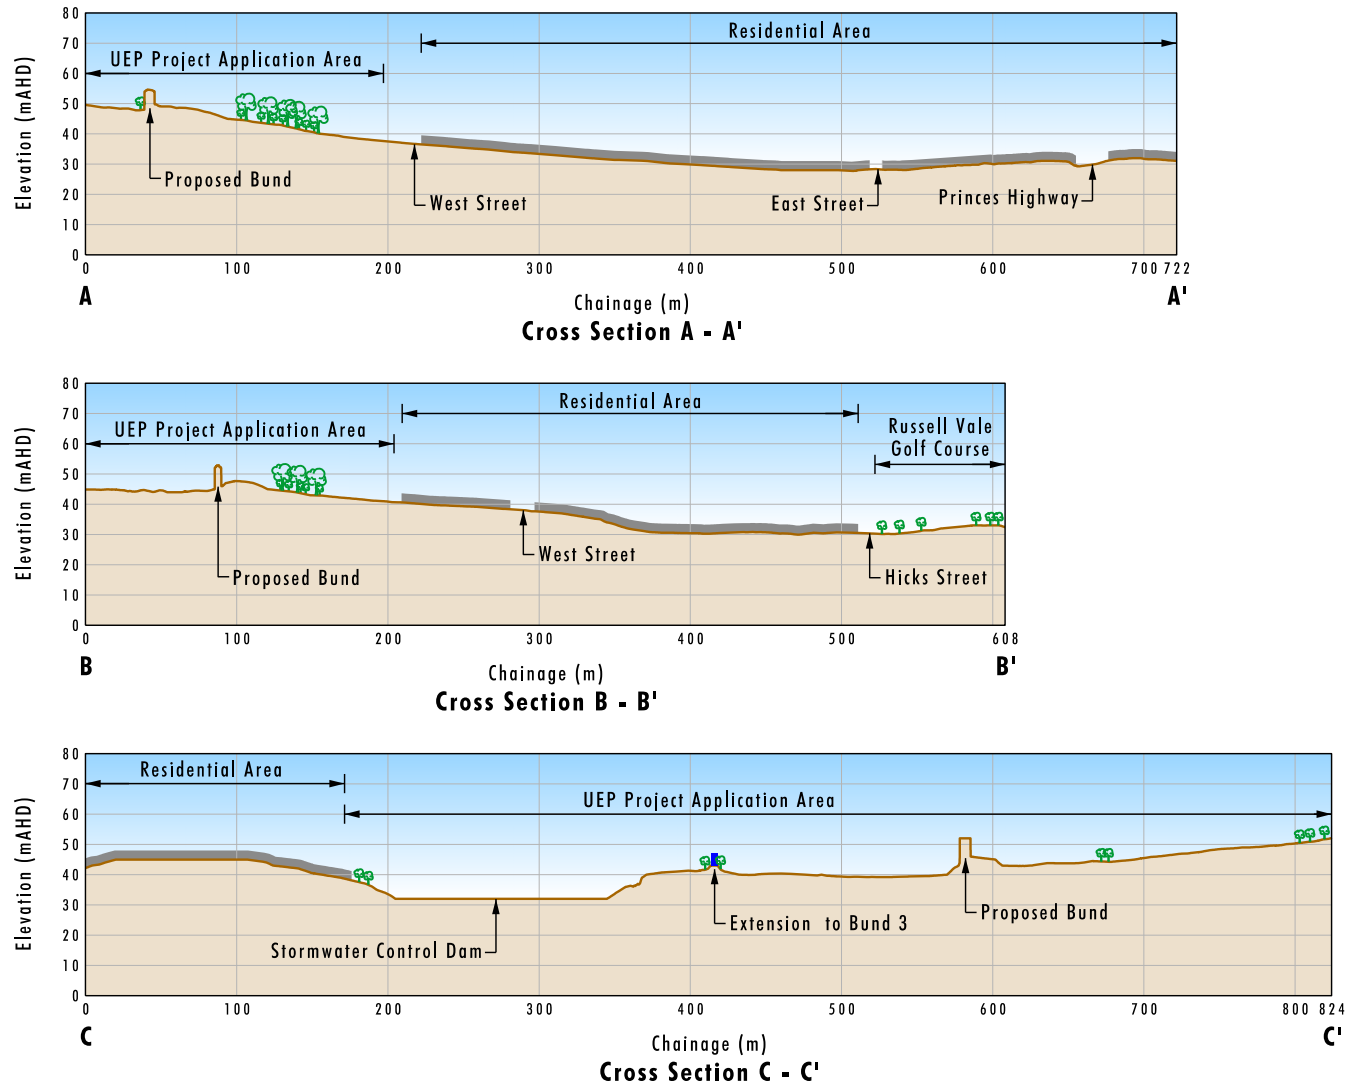 80
Residential Area
70
UEP Project Application Area
60
50
40
30
20
10
0
Elevation (mAHD)
Proposed Bund
West Street
East Street
Princes Highway
0 100 200 300 400 500 600 700 722
A A'
Chainage (m)
Cross Section A - A'
80
Residential Area
70
UEP Project Application Area
Russell Vale
Golf Course
60
50
40
30
20
10
0
Elevation (mAHD)
Proposed Bund
West Street
Hicks Street
0 100 200 300 400 500 608
B B'
Chainage (m)
Cross Section B - B'
80
Residential Area
70
UEP Project Application Area
60
50
40
30
20
10
0
Elevation (mAHD)
Stormwater Control Dam
Extension to Bund 3
Proposed Bund
0 100 200 300 400 500 600 700 800 824
C C'
Chainage (m)
Cross Section C - C'